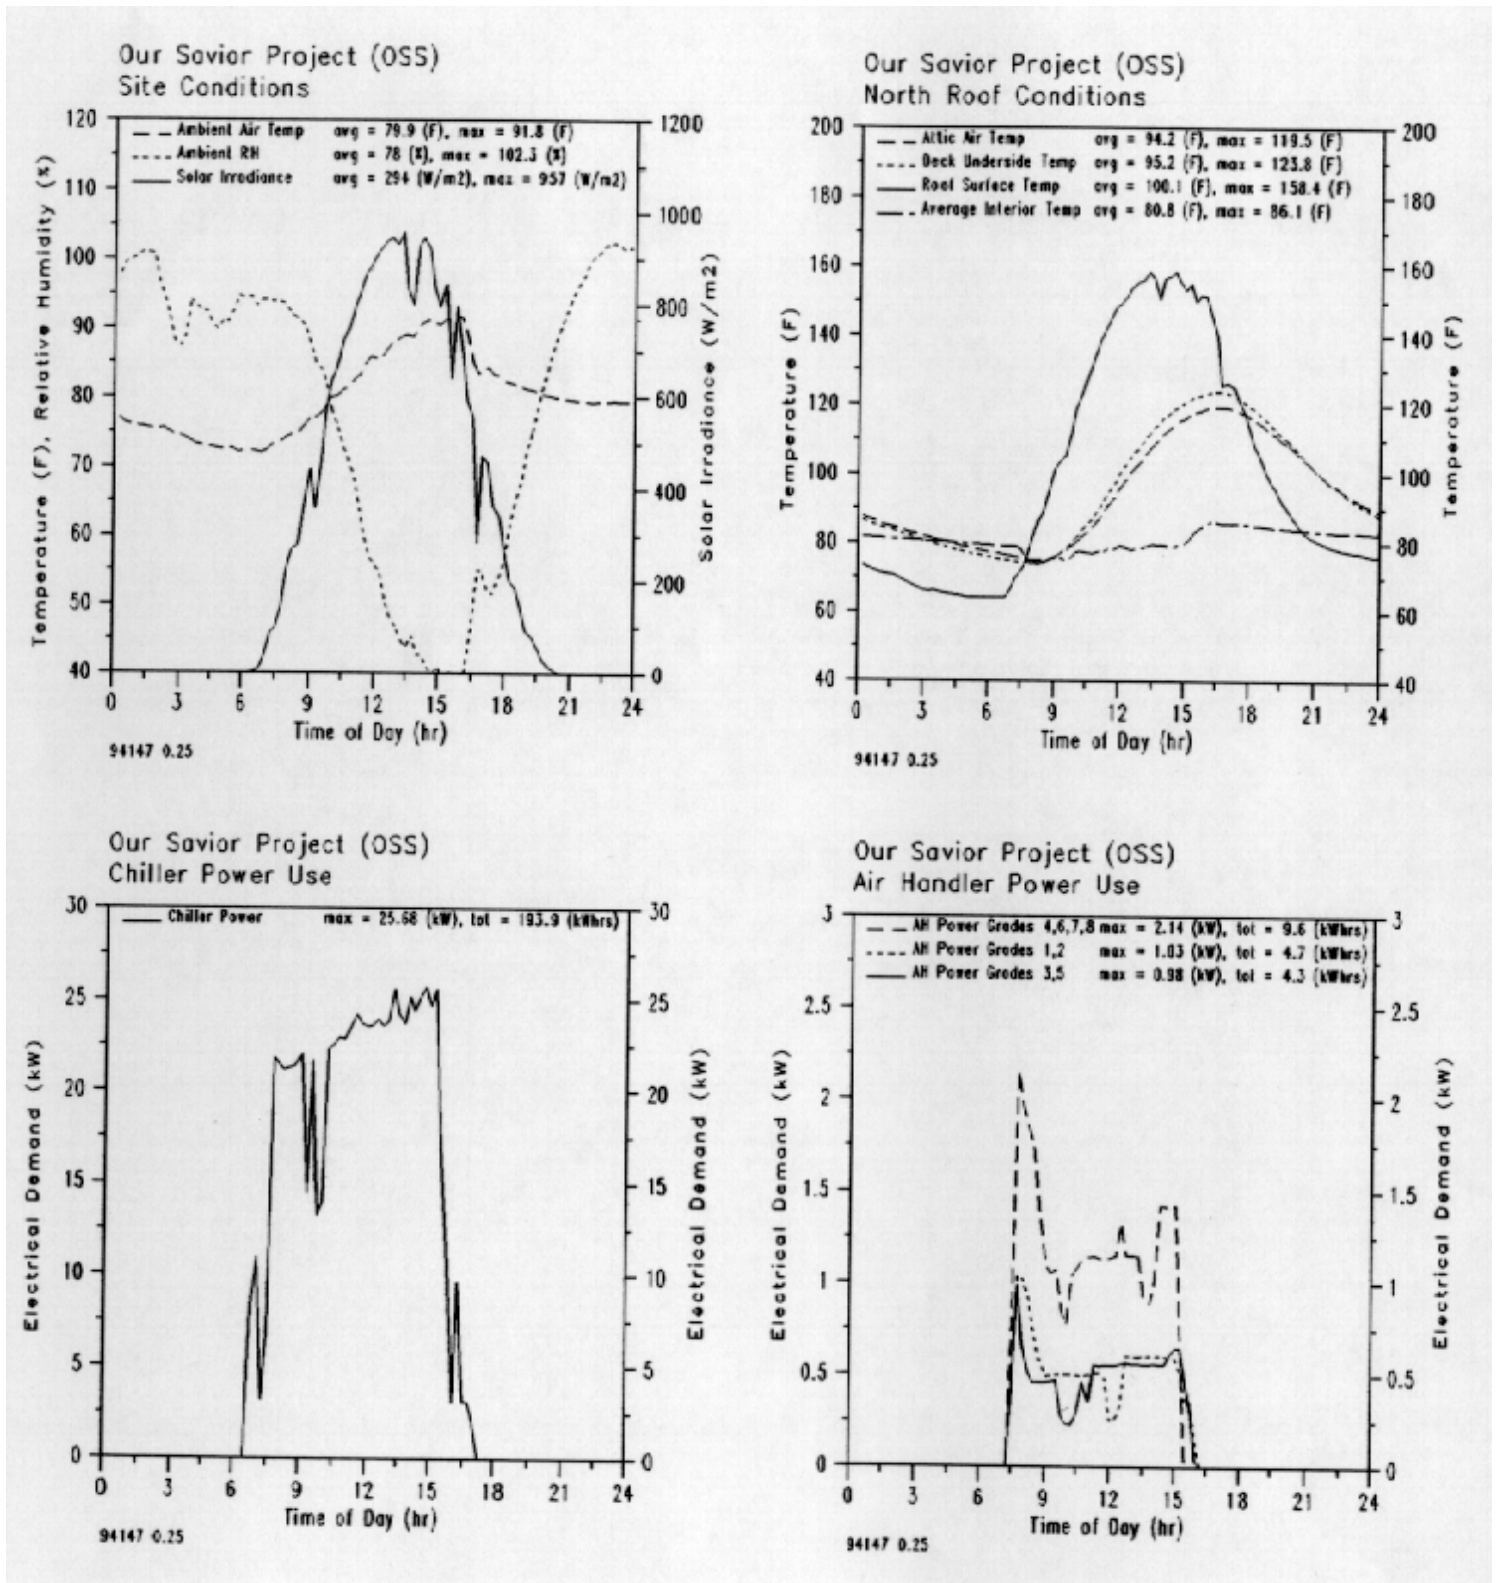 Our Savior Project (OSS)
Site Conditions
Ambient Air Temp avg = 79.9 (F), max = 91.8 (F)
Ambient RH avg = 78 (%), max = 102.3 (%)
Solar Irradiance avg = 294 (W/m2), max = 957 (W/m2)
Temperature (F), Relative Humidity (%)
120
110
100
90
80
70
60
50
40
1200
1000
800
600
400
200
0
Solar Irradiance (W/m2)
0 3 6 9 12 15 18 21 24
Time of Day (hr)
94147 0.25
Our Savior Project (OSS)
North Roof Conditions
Attic Air Temp avg = 94.2 (F), max = 119.5 (F)
Deck Underside Temp avg = 95.2 (F), max = 123.8 (F)
Roof Surface Temp avg = 100.1 (F), max = 158.4 (F)
Average Interior Temp avg = 80.8 (F), max = 86.1 (F)
Temperature (F)
200
180
160
140
120
100
80
60
40
200
180
160
140
120
100
80
60
40
Temperature (F)
0 3 6 9 12 15 18 21 24
Time of Day (hr)
94147 0.25
Our Savior Project (OSS)
Chiller Power Use
Chiller Power max = 25.68 (kW), tot = 193.9 (kWhrs)
Electrical Demand (kW)
30
25
20
15
10
5
0
30
25
20
15
10
5
0
Electrical Demand (kW)
0 3 6 9 12 15 18 21 24
Time of Day (hr)
94147 0.25
Our Savior Project (OSS)
Air Handler Power Use
AH Power Grades 4,6,7,8 max = 2.14 (kW), tot = 9.6 (kWhrs)
AH Power Grades 1,2 max = 1.03 (kW), tot = 4.7 (kWhrs)
AH Power Grades 3,5 max = 0.98 (kW), tot = 4.3 (kWhrs)
Electrical Demand (kW)
3
2.5
2
1.5
1
0.5
0
3
2.5
2
1.5
1
0.5
0
Electrical Demand (kW)
0 3 6 9 12 15 18 21 24
Time of Day (hr)
94147 0.25